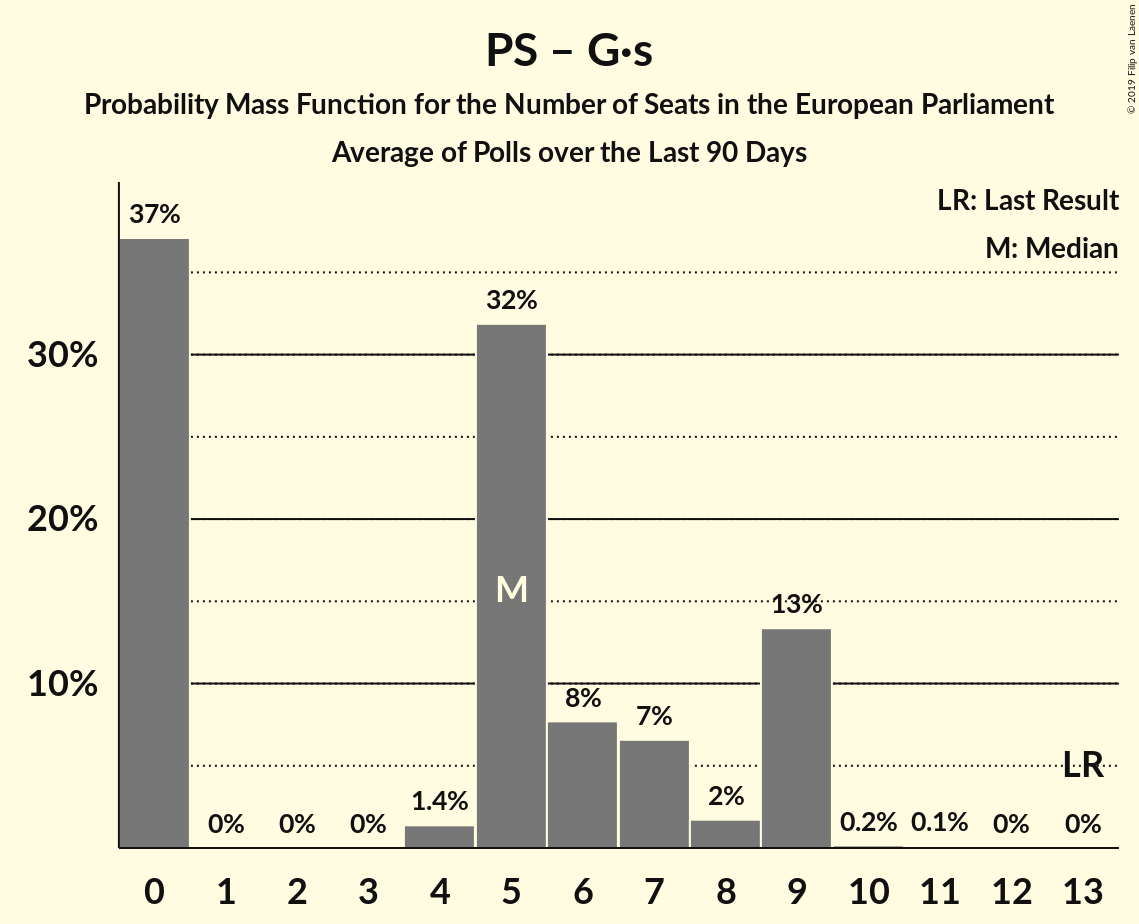 PS – G·s
Probability Mass Function for the Number of Seats in the European Parliament
Average of Polls over the Last 90 Days
© 2019 Filip van Laenen
LR: Last Result
M: Median
37%
32%
30%
20%
M
13%
10%
8%
7%
LR
2%
1.4%
0%
0%
0%
0.2%
0.1%
0%
0%
0 1 2 3 4 5 6 7 8 9 10 11 12 13